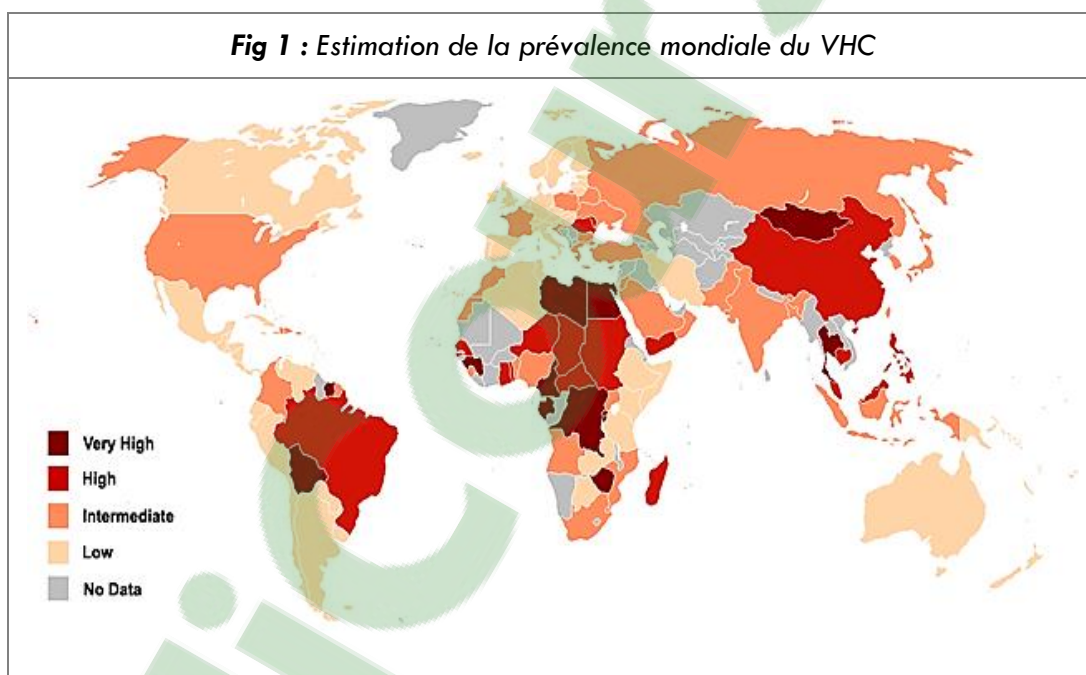 Fig 1 : Estimation de la prévalence mondiale du VHC
Very High
High
Intermediate
Low
No Data